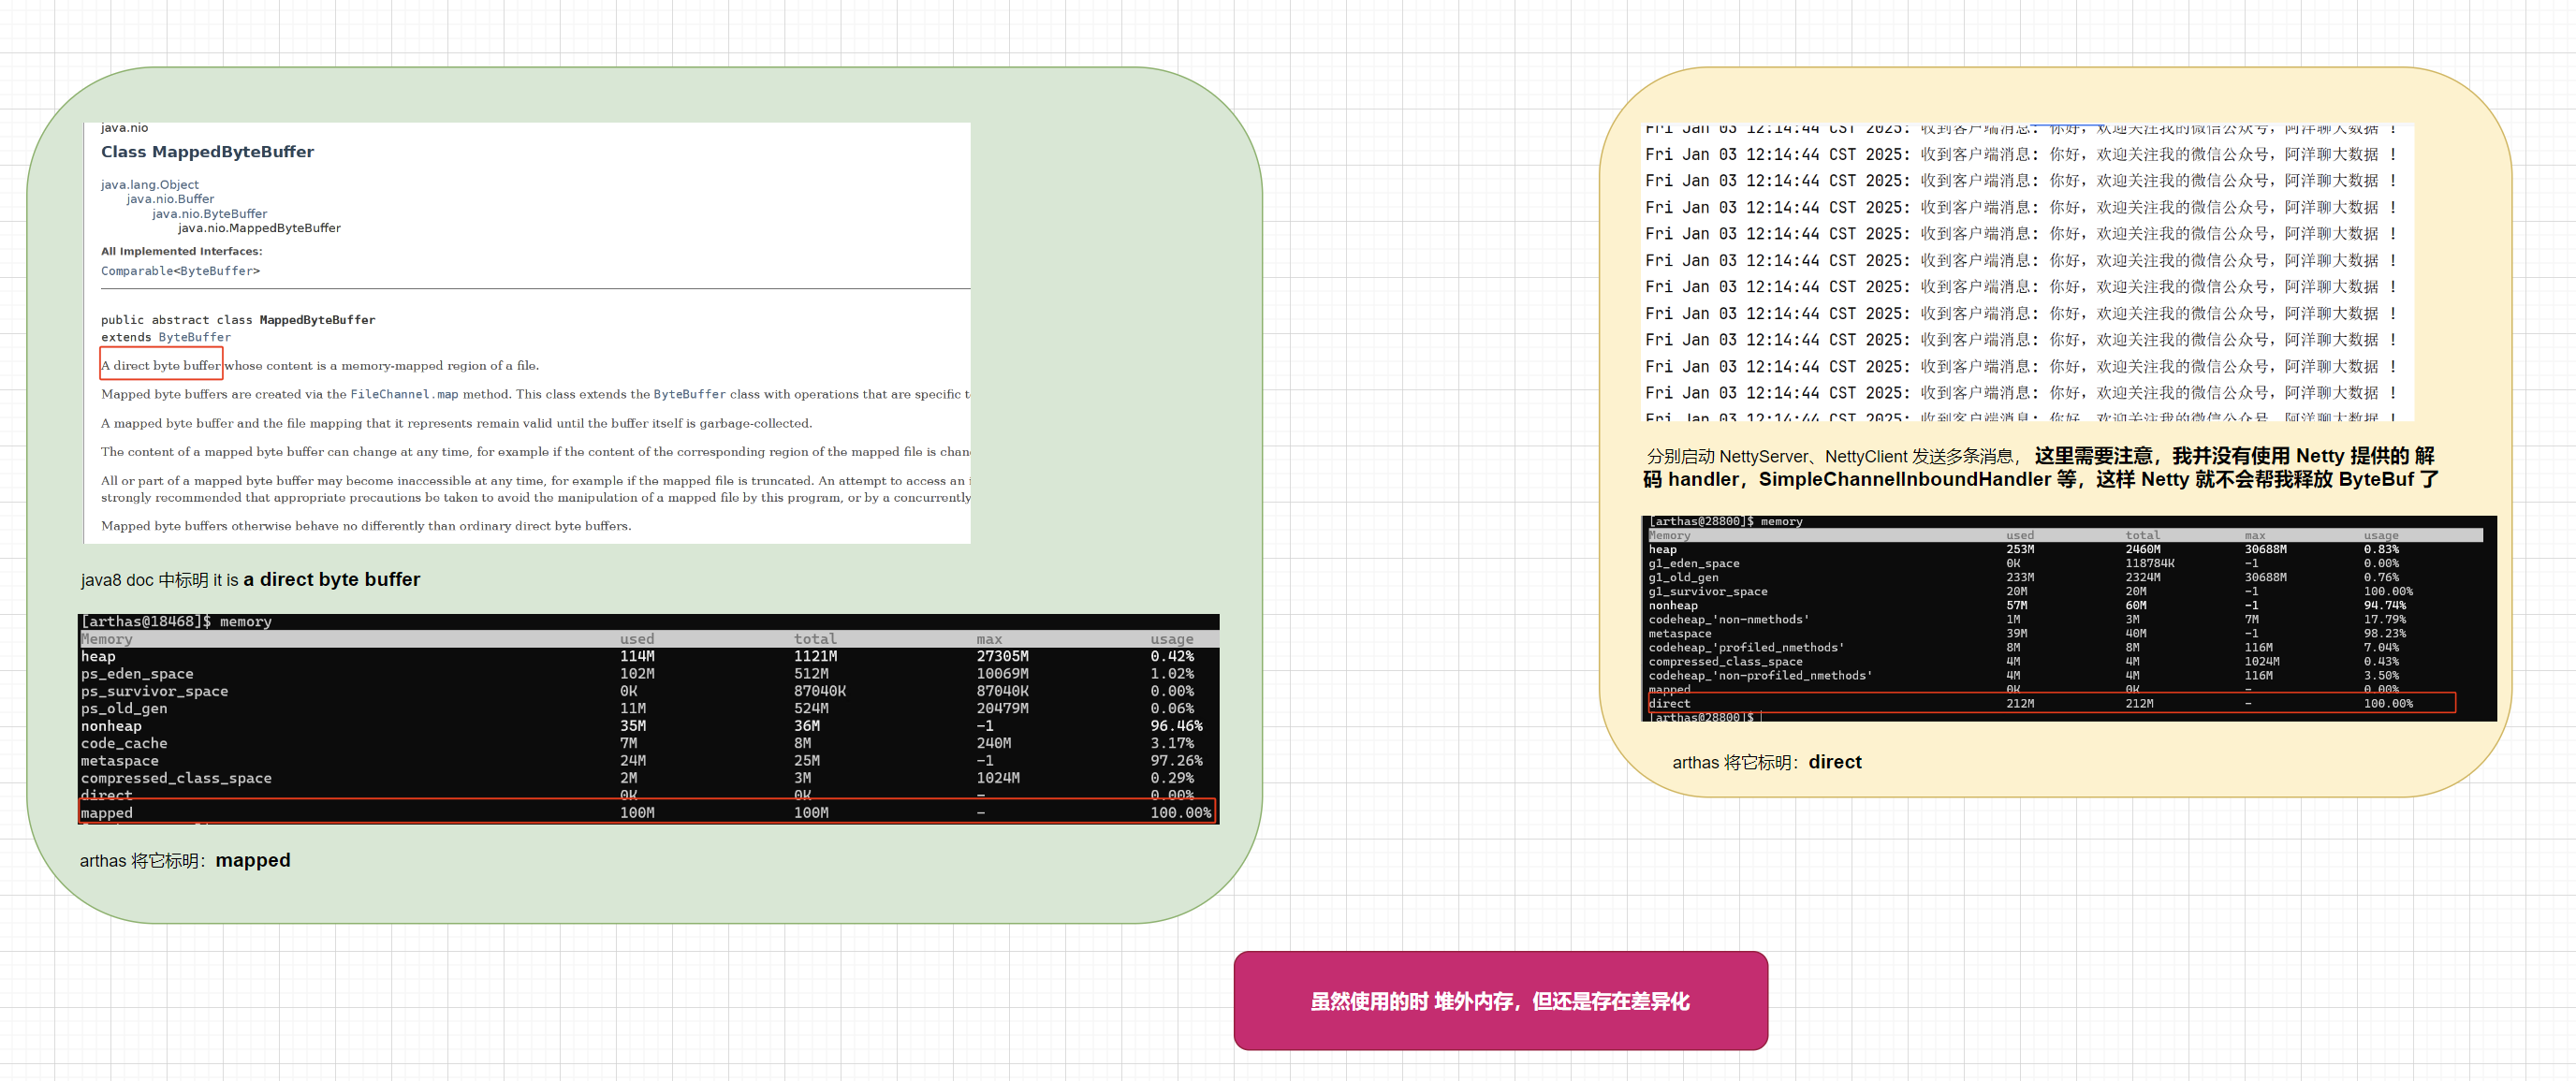 java.nio
Class MappedByteBuffer
java.lang.Object
java.nio.Buffer
java.nio.ByteBuffer
java.nio.MappedByteBuffer
All Implemented Interfaces:
Comparable<ByteBuffer>
public abstract class MappedByteBuffer
extends ByteBuffer
A direct byte buffer whose content is a memory-mapped region of a file.
Mapped byte buffers are created via the FileChannel.map method. This class extends the ByteBuffer class with operations that are specific t
A mapped byte buffer and the file mapping that it represents remain valid until the buffer itself is garbage-collected.
The content of a mapped byte buffer can change at any time, for example if the content of the corresponding region of the mapped file is chan
All or part of a mapped byte buffer may become inaccessible at any time, for example if the mapped file is truncated. An attempt to access an i
strongly recommended that appropriate precautions be taken to avoid the manipulation of a mapped file by this program, or by a concurrently
Mapped byte buffers otherwise behave no differently than ordinary direct byte buffers.
java8 doc 中标明 it is a direct byte buffer
[arthas@18468]$ memory
Memory used total max usage
heap 114M 1121M 27305M 0.42%
ps_eden_space 102M 512M 10069M 1.02%
ps_survivor_space 0K 87040K 87040K 0.00%
ps_old_gen 11M 524M 20479M 0.06%
nonheap 35M 36M -1 96.46%
code_cache 7M 8M 240M 3.17%
metaspace 24M 25M -1 97.26%
compressed_class_space 2M 3M 1024M 0.29%
direct 0K 0K - 0.00%
mapped 100M 100M - 100.00%
arthas 将它标明：mapped
Fri Jan 03 12:14:44 CST 2025: 收到客户端消息: 你好，欢迎关注我的微信公众号，阿洋聊大数据 !
Fri Jan 03 12:14:44 CST 2025: 收到客户端消息: 你好，欢迎关注我的微信公众号，阿洋聊大数据 !
Fri Jan 03 12:14:44 CST 2025: 收到客户端消息: 你好，欢迎关注我的微信公众号，阿洋聊大数据 !
Fri Jan 03 12:14:44 CST 2025: 收到客户端消息: 你好，欢迎关注我的微信公众号，阿洋聊大数据 !
Fri Jan 03 12:14:44 CST 2025: 收到客户端消息: 你好，欢迎关注我的微信公众号，阿洋聊大数据 !
Fri Jan 03 12:14:44 CST 2025: 收到客户端消息: 你好，欢迎关注我的微信公众号，阿洋聊大数据 !
Fri Jan 03 12:14:44 CST 2025: 收到客户端消息: 你好，欢迎关注我的微信公众号，阿洋聊大数据 !
Fri Jan 03 12:14:44 CST 2025: 收到客户端消息: 你好，欢迎关注我的微信公众号，阿洋聊大数据 !
Fri Jan 03 12:14:44 CST 2025: 收到客户端消息: 你好，欢迎关注我的微信公众号，阿洋聊大数据 !
Fri Jan 03 12:14:44 CST 2025: 收到客户端消息: 你好，欢迎关注我的微信公众号，阿洋聊大数据 !
Fri Jan 03 12:14:44 CST 2025: 收到客户端消息: 你好，欢迎关注我的微信公众号，阿洋聊大数据 !
Fri Jan 03 12:14:44 CST 2025: 收到客户端消息: 你好，欢迎关注我的微信公众号，阿洋聊大数据 !
分别启动 NettyServer、NettyClient 发送多条消息， 这里需要注意，我并没有使用 Netty 提供的 解
码 handler，SimpleChannelInboundHandler 等，这样 Netty 就不会帮我释放 ByteBuf 了
[arthas@28800]$ memory
Memory used total max usage
heap 253M 2460M 30688M 0.83%
g1_eden_space 0K 118784K -1 0.00%
g1_old_gen 233M 2324M 30688M 0.76%
g1_survivor_space 20M 20M -1 100.00%
nonheap 57M 60M -1 94.74%
codeheap_'non-nmethods' 1M 3M 7M 17.79%
metaspace 39M 40M -1 98.23%
codeheap_'profiled_nmethods' 8M 8M 116M 7.04%
compressed_class_space 4M 4M 1024M 0.43%
codeheap_'non-profiled_nmethods' 4M 4M 116M 3.50%
mapped 0K 0K - 0.00%
direct 212M 212M - 100.00%
[arthas@28800]$
arthas 将它标明：direct
虽然使用的时 堆外内存，但还是存在差异化